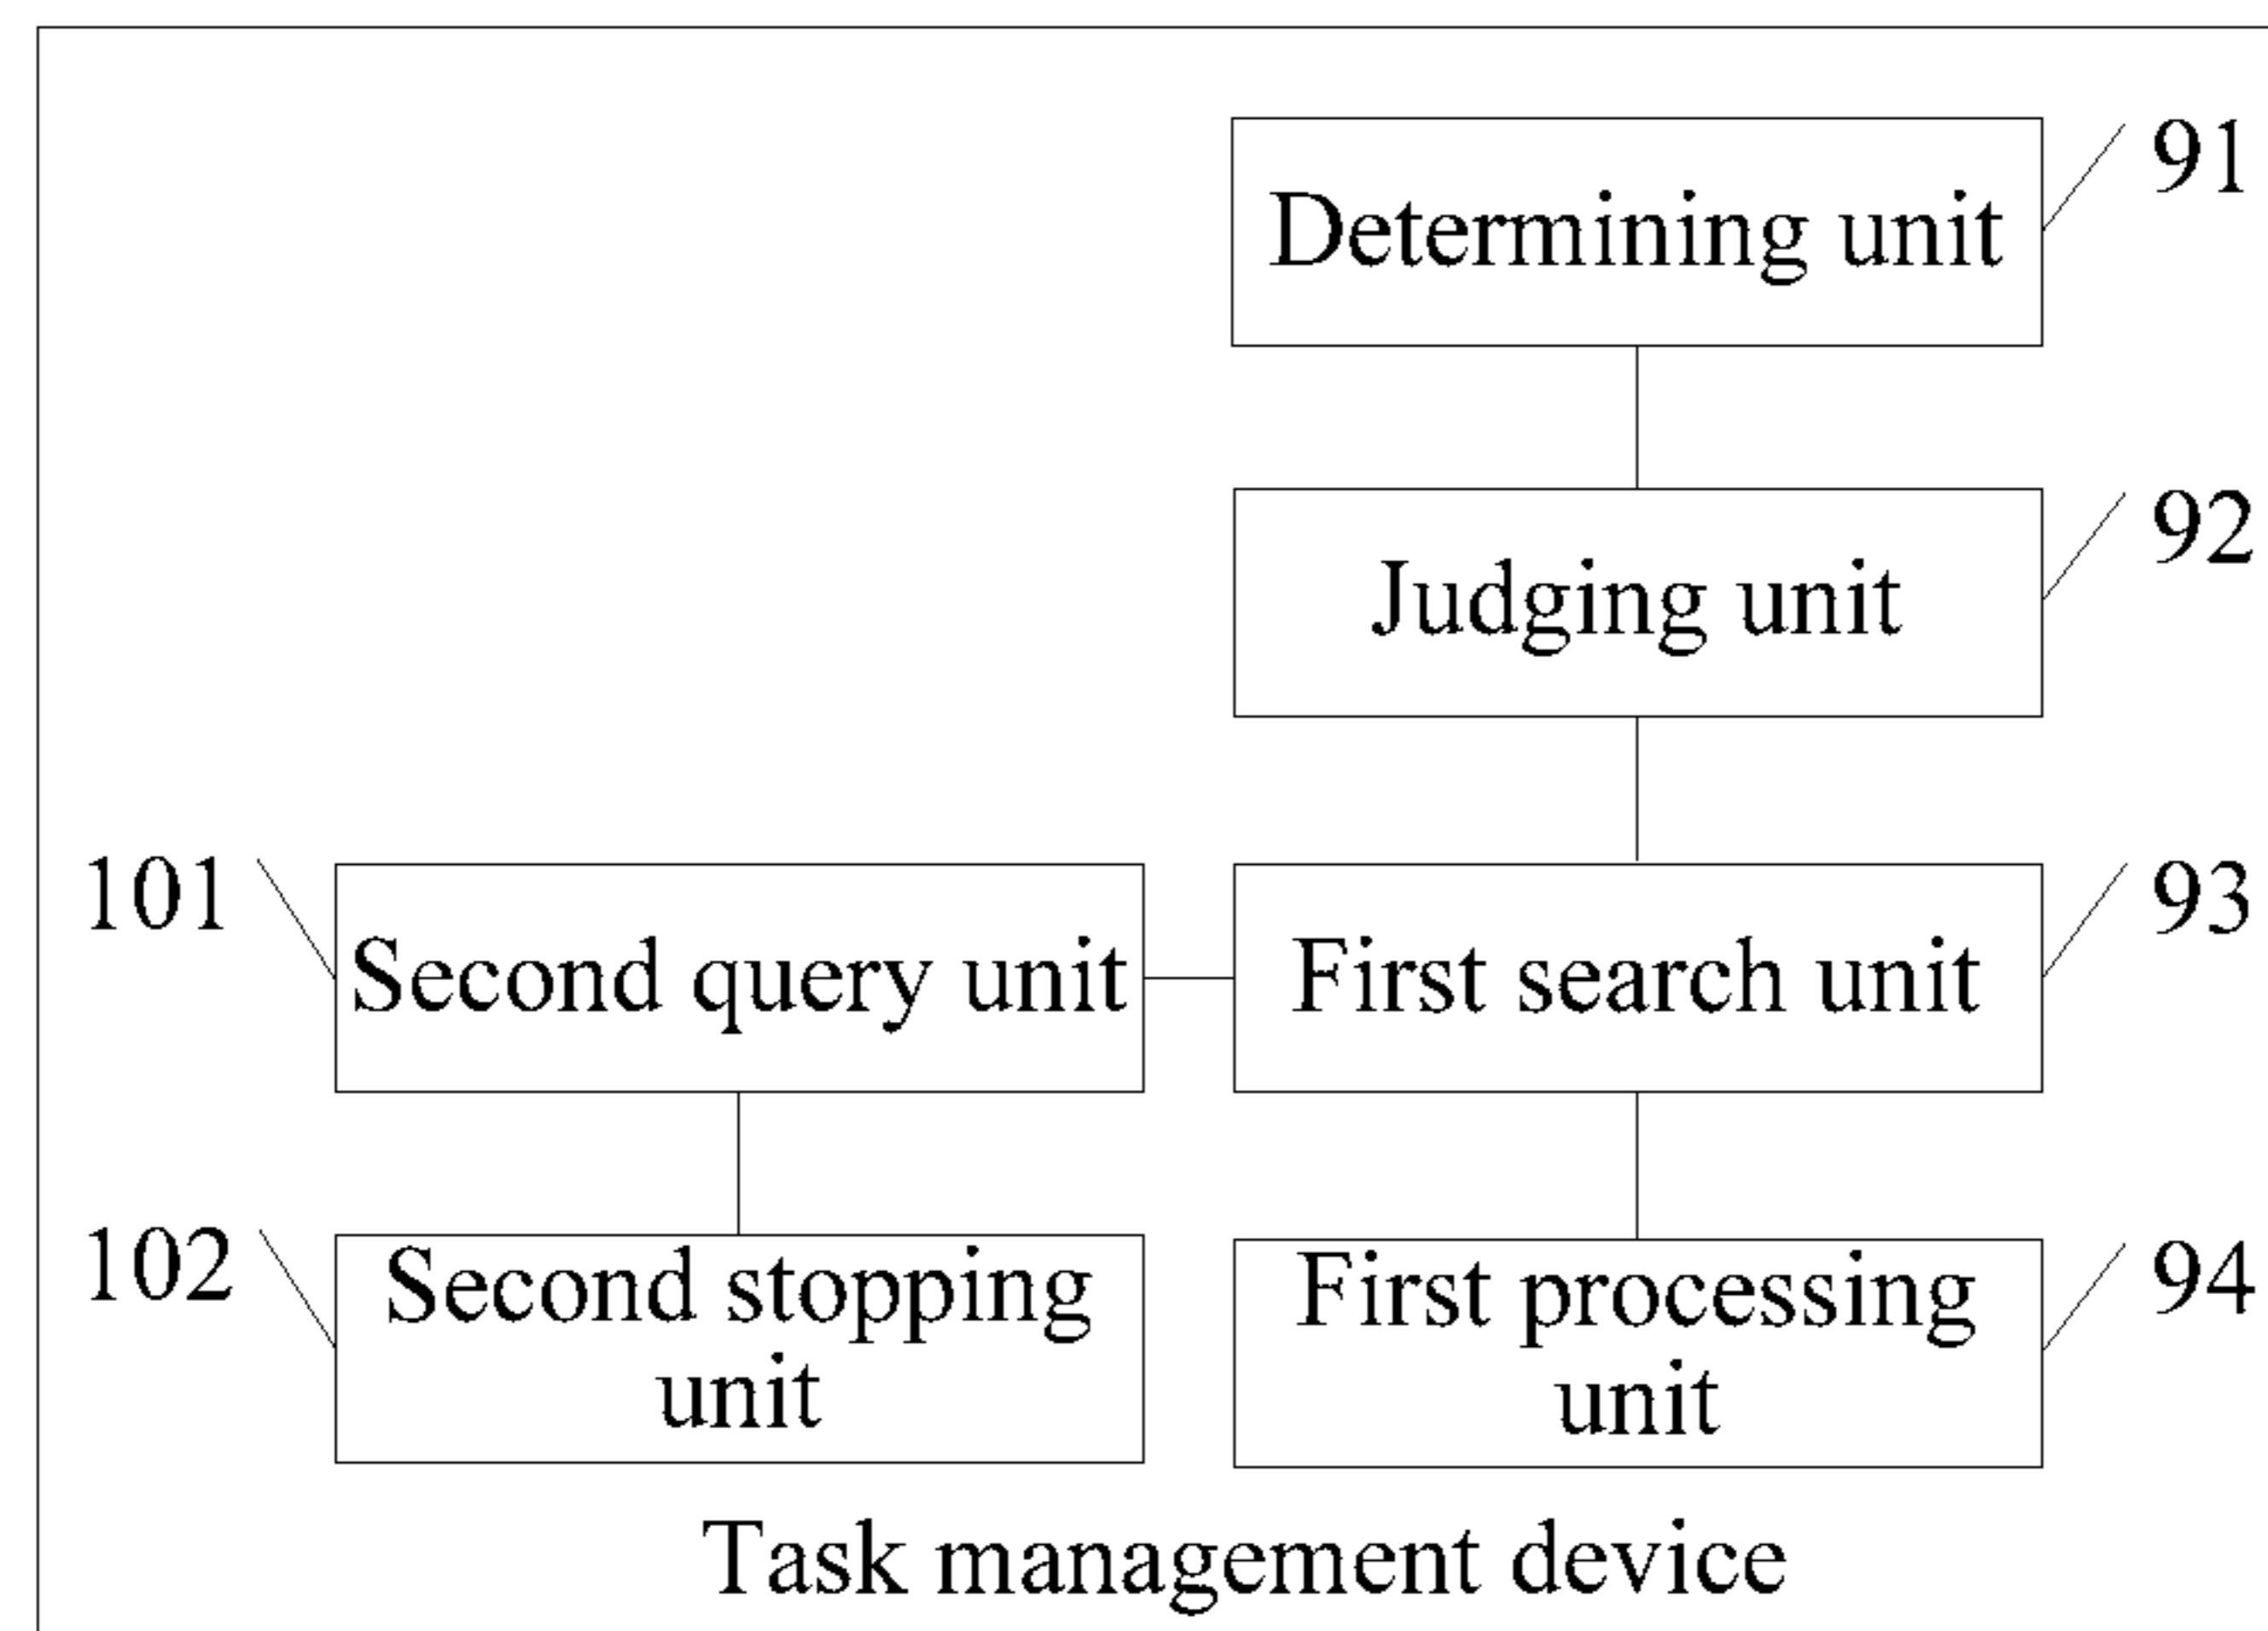 Determining unit
91
Judging unit
92
101
Second query unit
First search unit
93
102
Second stopping
unit
First processing
unit
94
Task management device